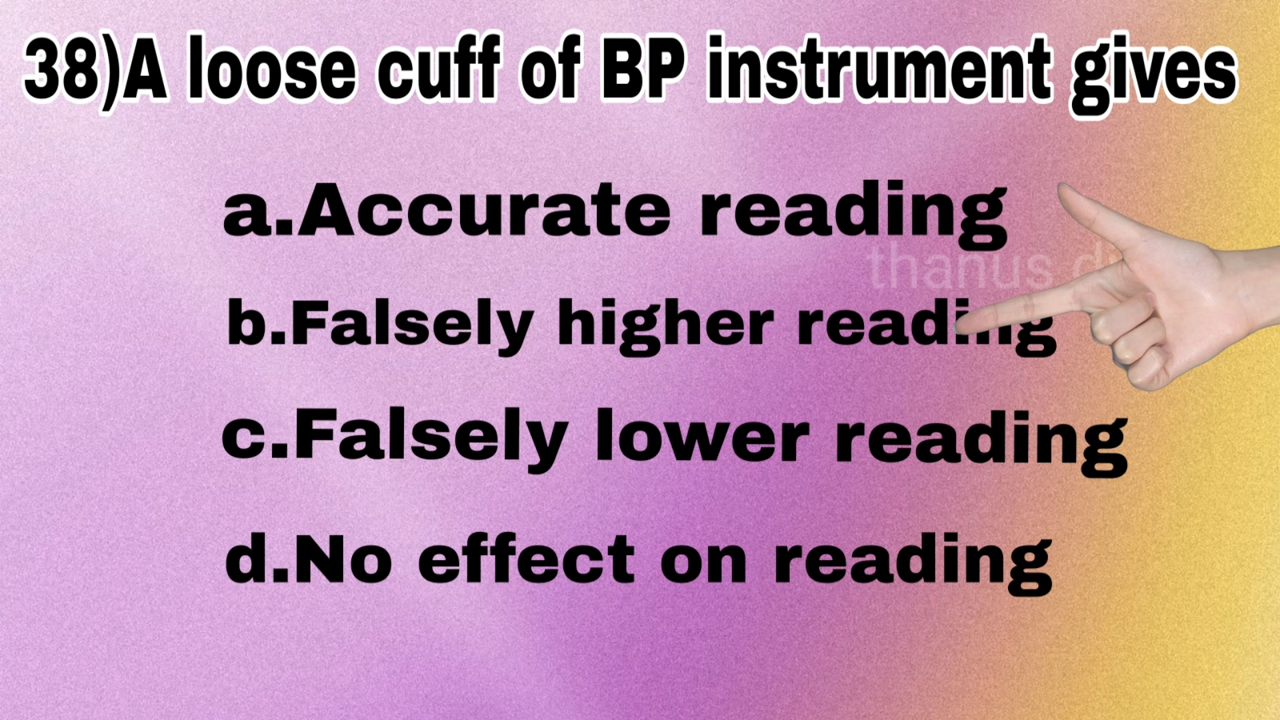 38)A loose cuff of BP instrument gives
a.Accurate reading
thanus d
b.Falsely higher reading
c.Falsely lower reading
d.No effect on reading